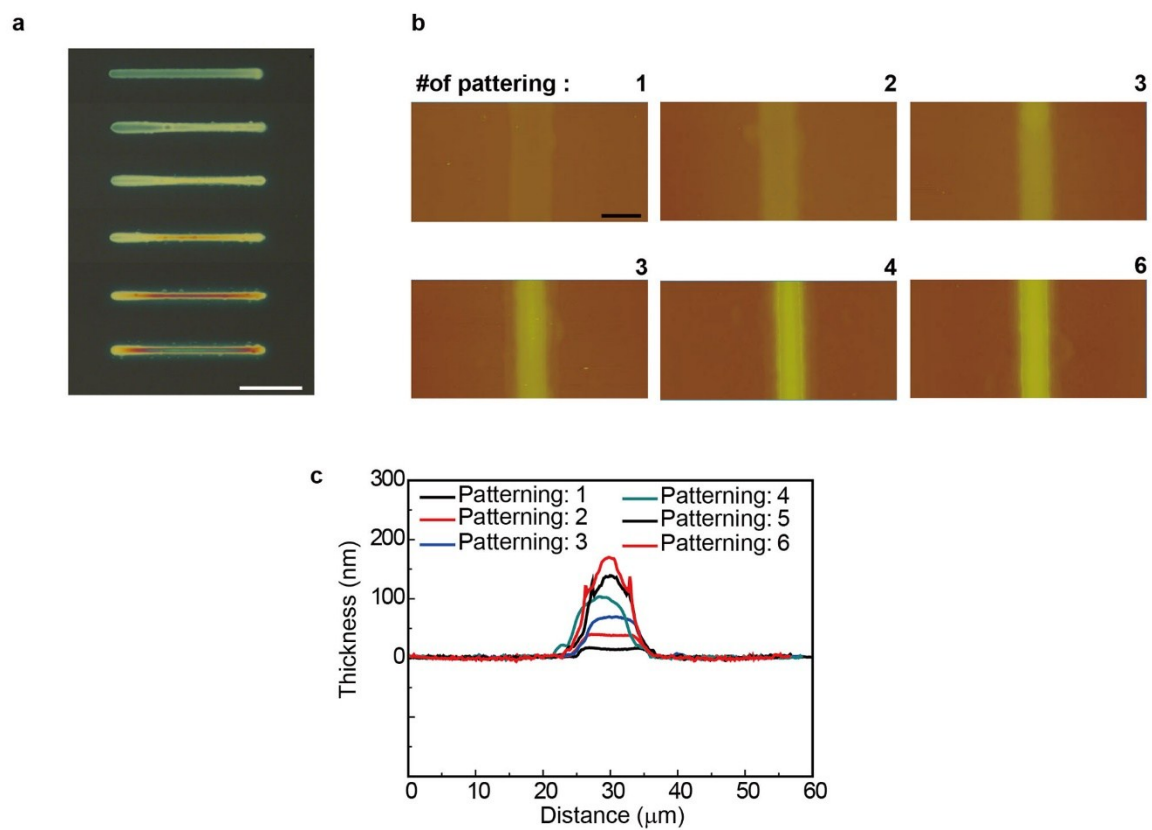 a
b
#of pattering : 1 2 3
3 4 6
c
300
200
100
0
Thickness (nm)
Patterning: 1
Patterning: 2
Patterning: 3
Patterning: 4
Patterning: 5
Patterning: 6
0 10 20 30 40 50 60
Distance (μm)